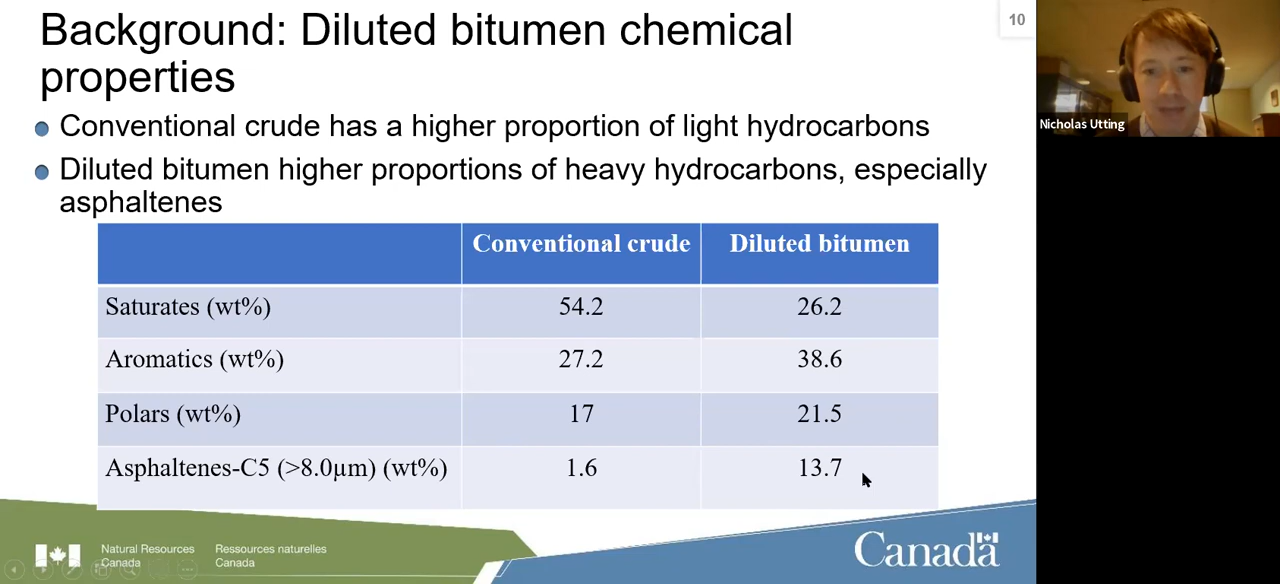 Background: Diluted bitumen chemical
properties
10
Nicholas Utting
Conventional crude has a higher proportion of light hydrocarbons
Diluted bitumen higher proportions of heavy hydrocarbons, especially
asphaltenes
Conventional crude Diluted bitumen
Saturates (wt%) 54.2 26.2
Aromatics (wt%) 27.2 38.6
Polars (wt%) 17 21.5
Asphaltenes-C5 (>8.0µm) (wt%) 1.6 13.7
Natural Resources Ressources naturelles
Canada Canada
Canada